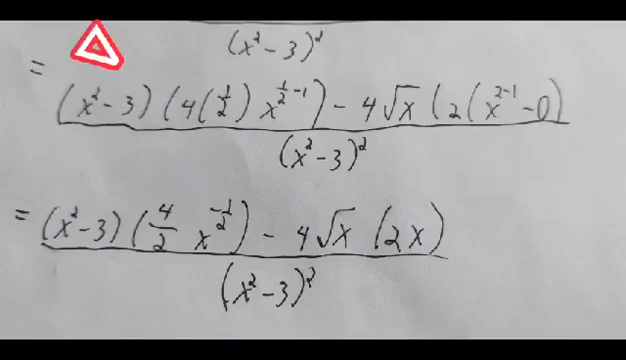 (x² - 3)²
= (x² - 3) (4(1/2) x^(1/2 - 1)) - 4√x (2(x^(2-1) - 0)
(x² - 3)²
= (x² - 3) (4/2 x^(-1/2)) - 4√x (2x)
(x² - 3)²